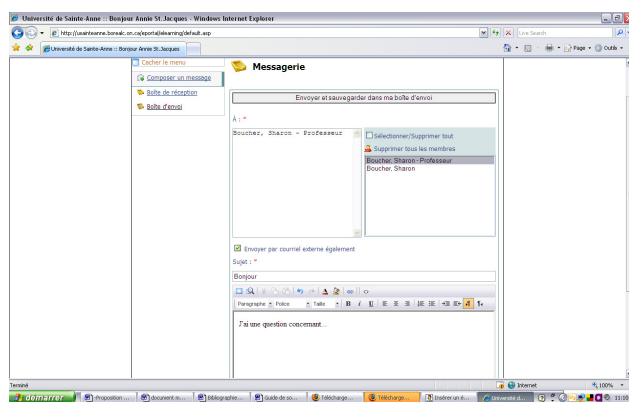 Université de Sainte-Anne :: Bonjour Annie St. Jacques - Windows Internet Explorer
http://usainteanne.borealc.on.ca/eportal/elearning/default.asp
Live Search
Université de Sainte-Anne :: Bonjour Annie St. Jacques
Page
Outils
Cacher le menu
Composer un message
Boîte de réception
Boîte d'envoi
Messagerie
Envoyer et sauvegarder dans ma boîte d'envoi
À : *
Boucher, Sharon - Professeur
Sélectionner/Supprimer tout
Supprimer tous les membres
Boucher, Sharon - Professeur
Boucher, Sharon
Envoyer par courriel externe également
Sujet : *
Bonjour
Paragraphe
Police
Taille
B I U
J'ai une question concernant...
Terminé
Internet
100%
démarrer
Proposition ...
document m...
Bibliographie...
Guide de so...
Télécharge...
Télécharge...
Insérer un é...
Université d...
11:10